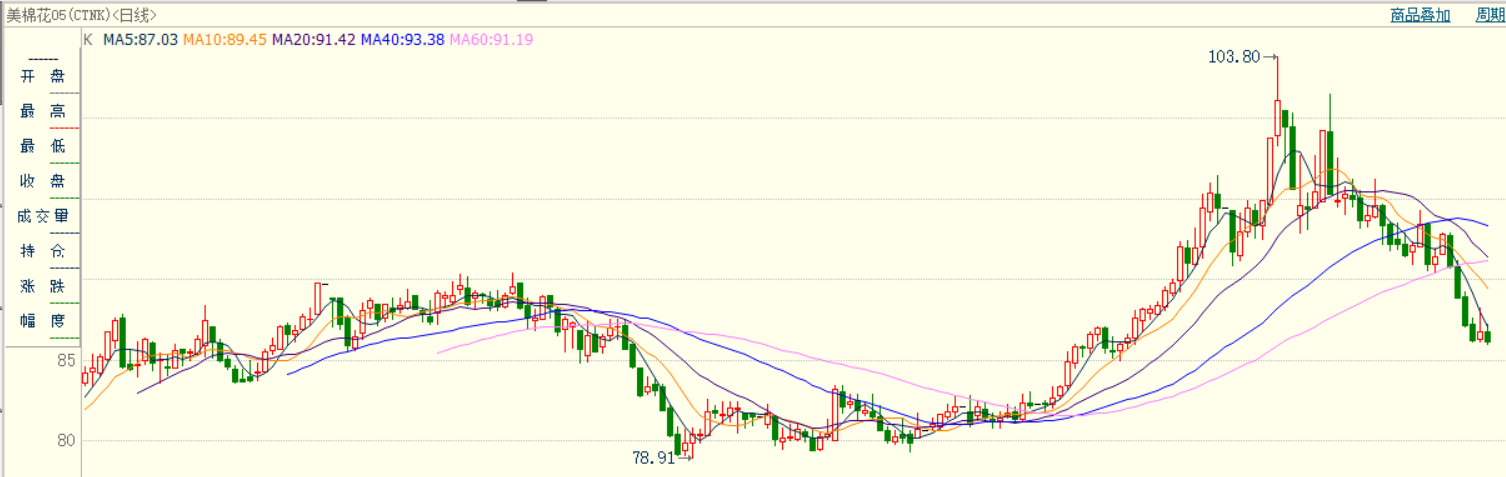 美棉花05(CTNK)<日线>
商品叠加 周期
K MA5:87.03 MA10:89.45 MA20:91.42 MA40:93.38 MA60:91.19
开 盘
最 高
最 低
收 盘
成交量
持 仓
涨 跌
幅 度
103.80
85
80
78.91